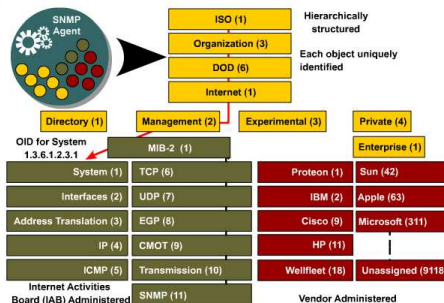 SNMP
Agent
ISO (1)
Organization (3)
DOD (6)
Internet (1)
Hierarchically
structured
Each object uniquely
identified
Directory (1)
Management (2)
Experimental (3)
Private (4)
OID for System
1.3.6.1.2.3.1
MIB-2 (1)
Enterprise (1)
System (1)
TCP (6)
Proteon (1)
Sun (42)
Interfaces (2)
UDP (7)
IBM (2)
Apple (63)
Address Translation (3)
EGP (8)
Cisco (9)
Microsoft (311)
IP (4)
CMOT (9)
HP (11)
ICMP (5)
Transmission (10)
Wellfleet (18)
Unassigned (9118
SNMP (11)
Internet Activities
Board (IAB) Administered
Vendor Administered